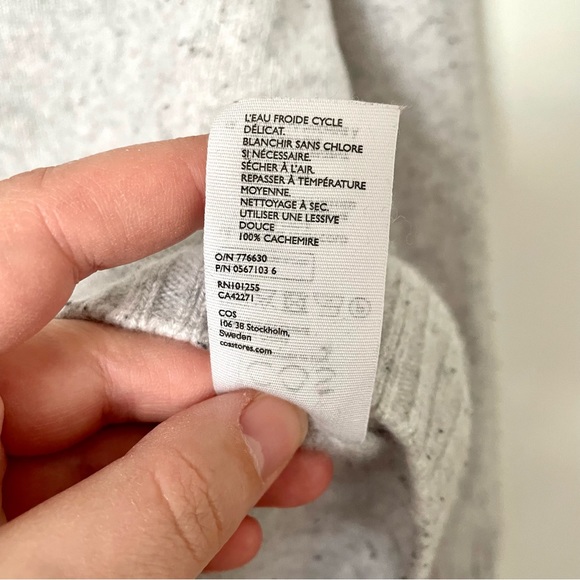 L'EAU FROIDE CYCLE
DÉLICAT.
BLANCHIR SANS CHLORE
SI NÉCESSAIRE.
SÉCHER À L'AIR.
REPASSER À TEMPÉRATURE
MOYENNE.
NETTOYAGE À SEC.
UTILISER UNE LESSIVE
DOUCE
100% CACHEMIRE
O/N 776630
P/N 0567103 6
RN101255
CA42271
COS
106 38 Stockholm,
Sweden
cosstores.com